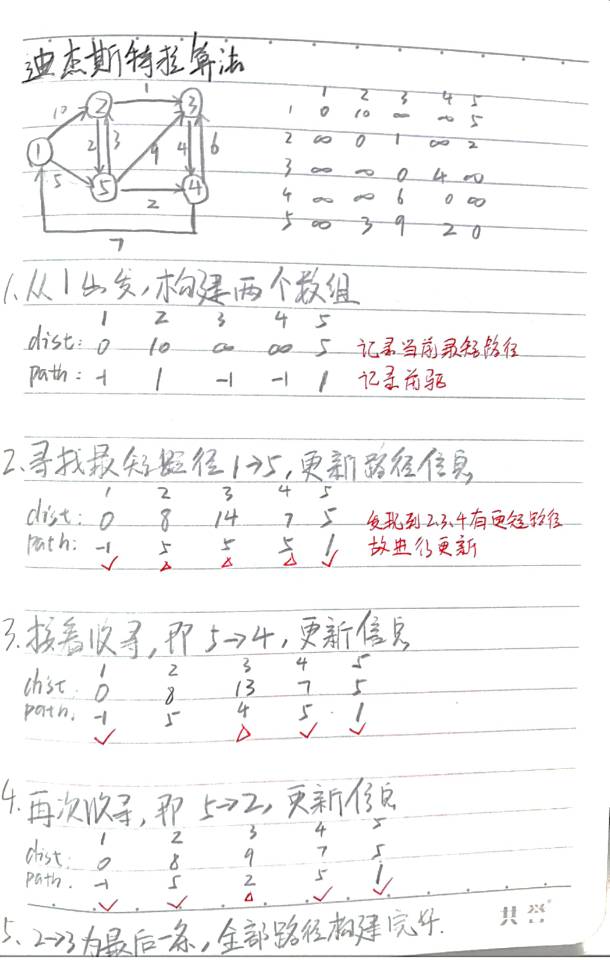 迪杰斯特拉算法
10 1 2 3 9 4 6 5 2 7
1 2 3 5 4
1 2 3 4 5
1 0 10 ∞ ∞ 5
2 ∞ 0 1 ∞ 2
3 ∞ ∞ 0 4 ∞
4 ∞ ∞ 6 0 ∞
5 ∞ 3 9 2 0
1. 从1出发,构建两个数组
1 2 3 4 5
dist: 0 10 ∞ ∞ 5 记录当前最短路径
path: -1 1 -1 -1 1 记录前驱
2. 寻找最短路径1→5,更新路径信息
1 2 3 4 5
dist: 0 8 14 7 5 发现到2.3.4有更短路径
path: -1 5 5 5 1 故进行更新
✓ △ △ △ ✓
3. 接着收寻,即5→4,更新信息
1 2 3 4 5
dist: 0 8 13 7 5
path: -1 5 4 5 1
✓ △ ✓ ✓
4. 再次收寻,即5→2,更新信息
1 2 3 4 5
dist: 0 8 9 7 5
path. -1 5 2 5 1
✓ ✓ △ ✓ ✓
5. 2→3为最后一条,全部路径构建完毕.